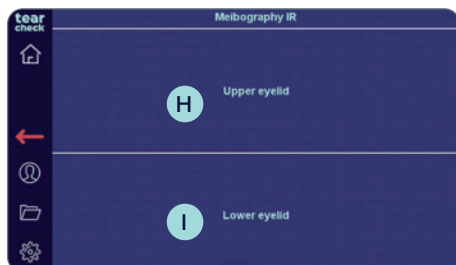 tear
check
Meibography IR
H
Upper eyelid
I
Lower eyelid